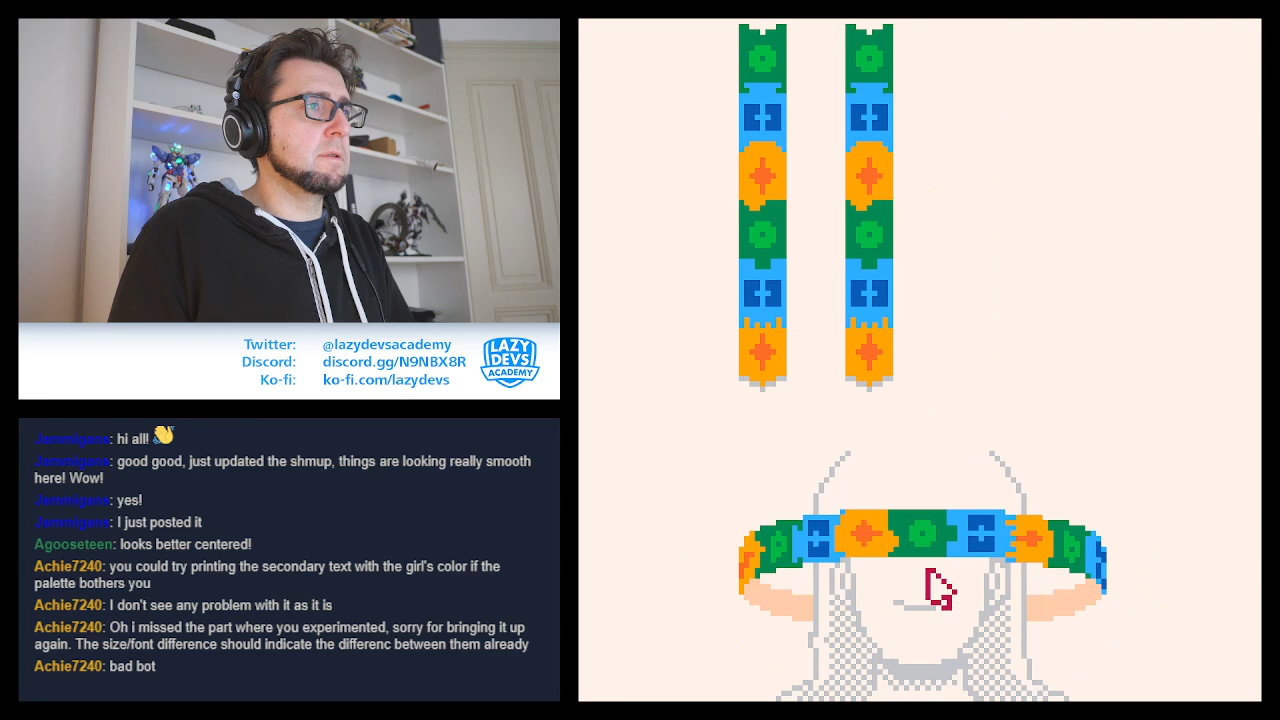 Twitter: @lazydevsacademy
Discord: discord.gg/N9NBX8R
Ko-fi: ko-fi.com/lazydevs
LAZY
DEVS
ACADEMY
Jammigans: hi all! 👋
Jammigans: good good, just updated the shmup, things are looking really smooth
here! Wow!
Jammigans: yes!
Jammigans: I just posted it
Agooseteen: looks better centered!
Achie7240: you could try printing the secondary text with the girl's color if the
palette bothers you
Achie7240: I don't see any problem with it as it is
Achie7240: Oh i missed the part where you experimented, sorry for bringing it up
again. The size/font difference should indicate the differenc between them already
Achie7240: bad bot